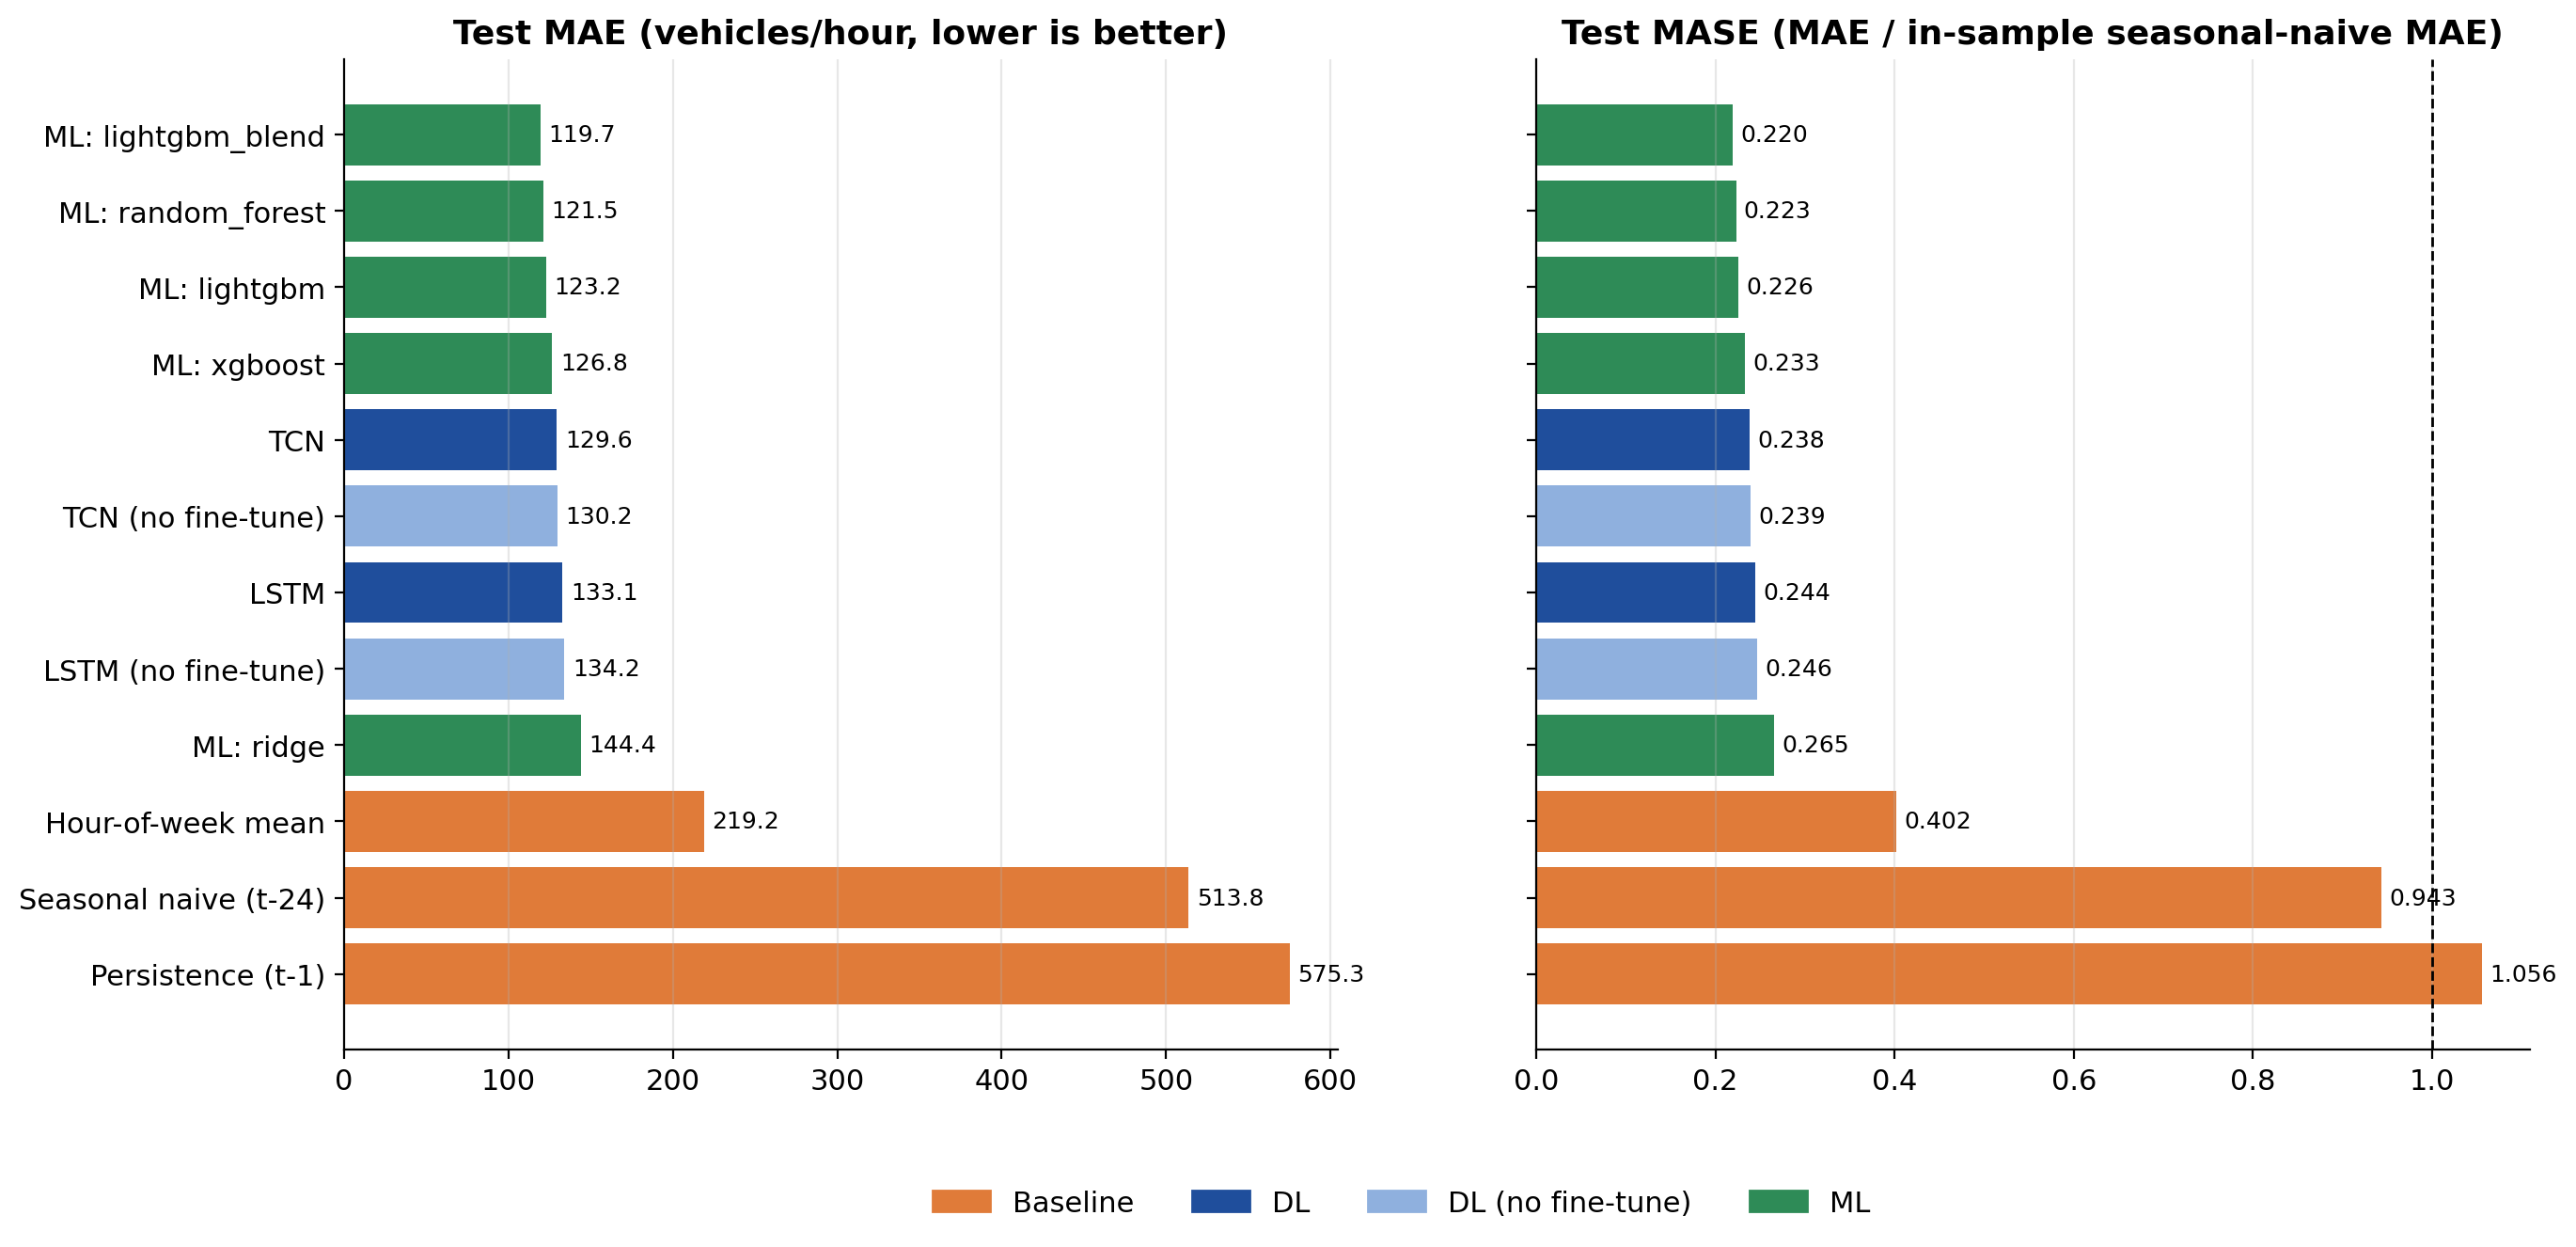 Test MAE (vehicles/hour, lower is better)
ML: lightgbm_blend
119.7
ML: random_forest
121.5
ML: lightgbm
123.2
ML: xgboost
126.8
TCN
129.6
TCN (no fine-tune)
130.2
LSTM
133.1
LSTM (no fine-tune)
134.2
ML: ridge
144.4
Hour-of-week mean
219.2
Seasonal naive (t-24)
513.8
Persistence (t-1)
575.3
0 100 200 300 400 500 600
Test MASE (MAE / in-sample seasonal-naive MAE)
0.220
0.223
0.226
0.233
0.238
0.239
0.244
0.246
0.265
0.402
0.943
1.056
0.0 0.2 0.4 0.6 0.8 1.0
Baseline DL DL (no fine-tune) ML